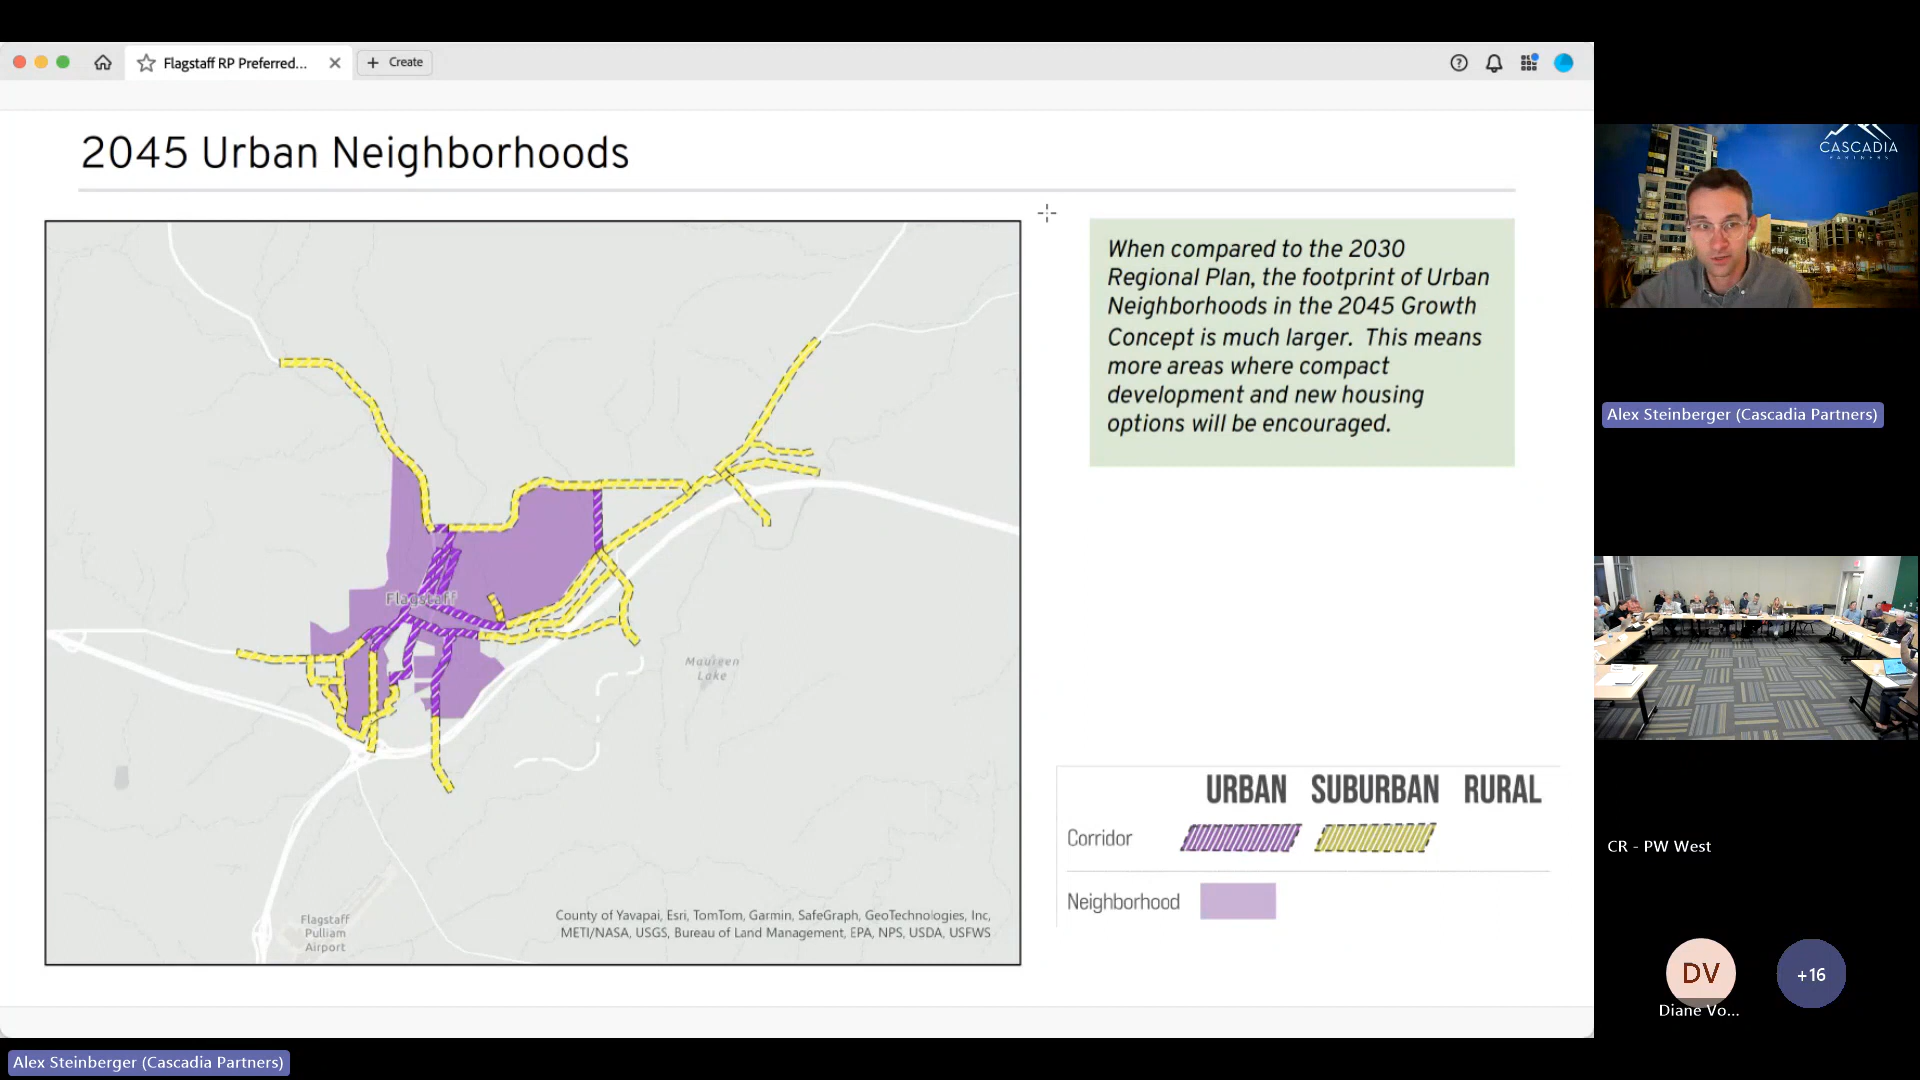 Flagstaff RP Preferred...
Create
2045 Urban Neighborhoods
When compared to the 2030
Regional Plan, the footprint of Urban
Neighborhoods in the 2045 Growth
Concept is much larger. This means
more areas where compact
development and new housing
options will be encouraged.
Flagstaff
Maureen
Lake
Flagstaff
Pulliam
Airport
County of Yavapai, Esri, TomTom, Garmin, SafeGraph, GeoTechnologies, Inc,
METI/NASA, USGS, Bureau of Land Management, EPA, NPS, USDA, USFWS
URBAN SUBURBAN RURAL
Corridor
Neighborhood
CASCADIA
PARTNERS
Alex Steinberger (Cascadia Partners)
CR - PW West
DV
+16
Diane Vo...
Alex Steinberger (Cascadia Partners)